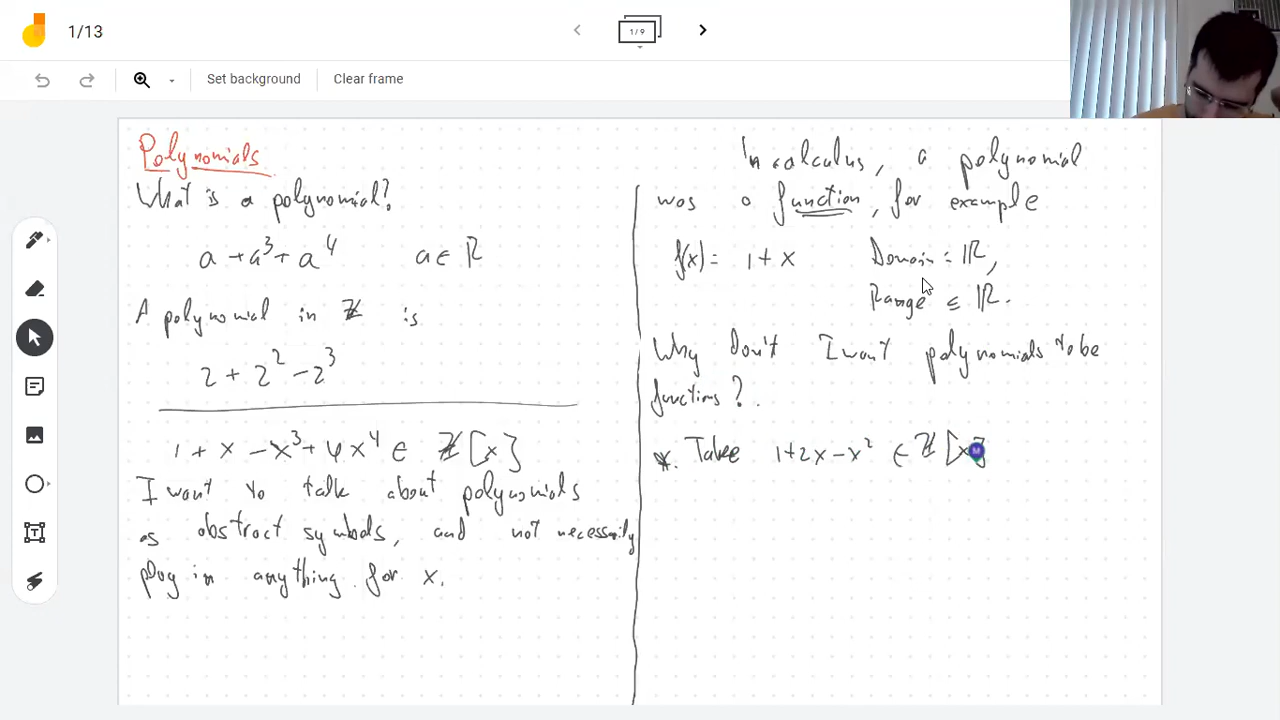 1/13
1/9
Set background
Clear frame
Polynomials
What is a polynomial?
a + a³ + a⁴ a ∈ ℝ
A polynomial in ℤ is
2 + 2² - 2³
1 + x - x³ + 4x⁴ ∈ ℤ[x]
I want to talk about polynomials
as abstract symbols, and not necessarily
plug in anything for x.
In calculus, a polynomial
was a function, for example
f(x) = 1 + x Domain = ℝ,
Range ⊆ ℝ.
Why Don't I want polynomials to be
functions?
*. Take 1+2x-x² ∈ ℤ[x]
M